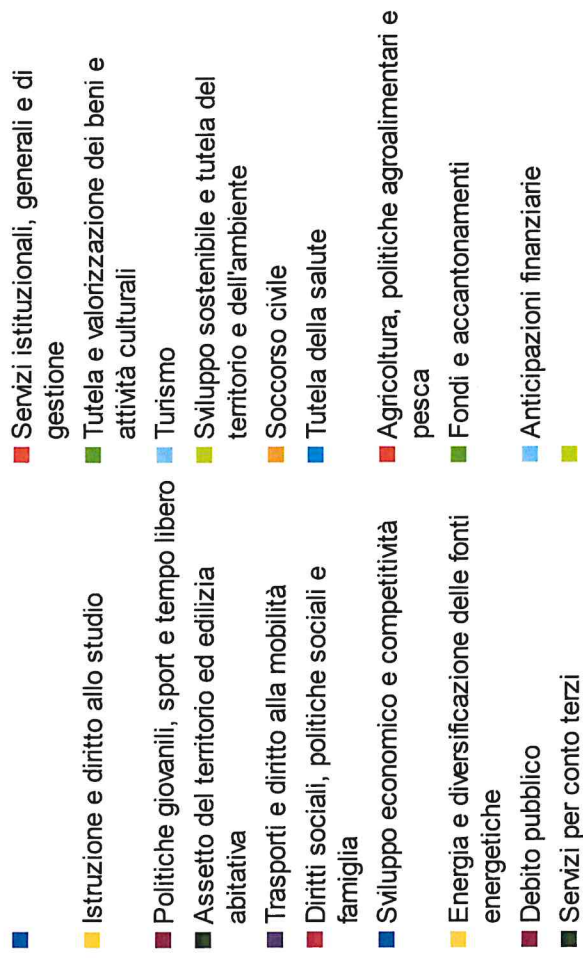 Istruzione e diritto allo studio
Politiche giovanili, sport e tempo libero
Assetto del territorio ed edilizia
abitativa
Trasporti e diritto alla mobilità
Diritti sociali, politiche sociali e
famiglia
Sviluppo economico e competitività
Energia e diversificazione delle fonti
energetiche
Debito pubblico
Servizi per conto terzi
Servizi istituzionali, generali e di
gestione
Tutela e valorizzazione dei beni e
attività culturali
Turismo
Sviluppo sostenibile e tutela del
territorio e dell'ambiente
Soccorso civile
Tutela della salute
Agricoltura, politiche agroalimentari e
pesca
Fondi e accantonamenti
Anticipazioni finanziarie